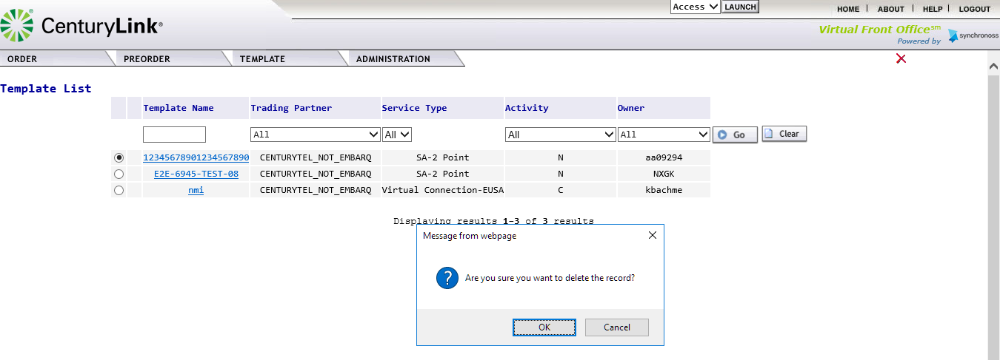 Access LAUNCH HOME ABOUT HELP LOGOUT
CenturyLink®
Virtual Front Office sm
Powered by synchronoss
ORDER PREORDER TEMPLATE ADMINISTRATION
Template List
Template Name Trading Partner Service Type Activity Owner
All All All All Go Clear
12345678901234567890 CENTURYTEL_NOT_EMBARQ SA-2 Point N aa09294
E2E-6945-TEST-08 CENTURYTEL_NOT_EMBARQ SA-2 Point N NXGK
nmi CENTURYTEL_NOT_EMBARQ Virtual Connection-EUSA C kbachme
Displaying results 1-3 of 3 results
Message from webpage
? Are you sure you want to delete the record?
OK Cancel